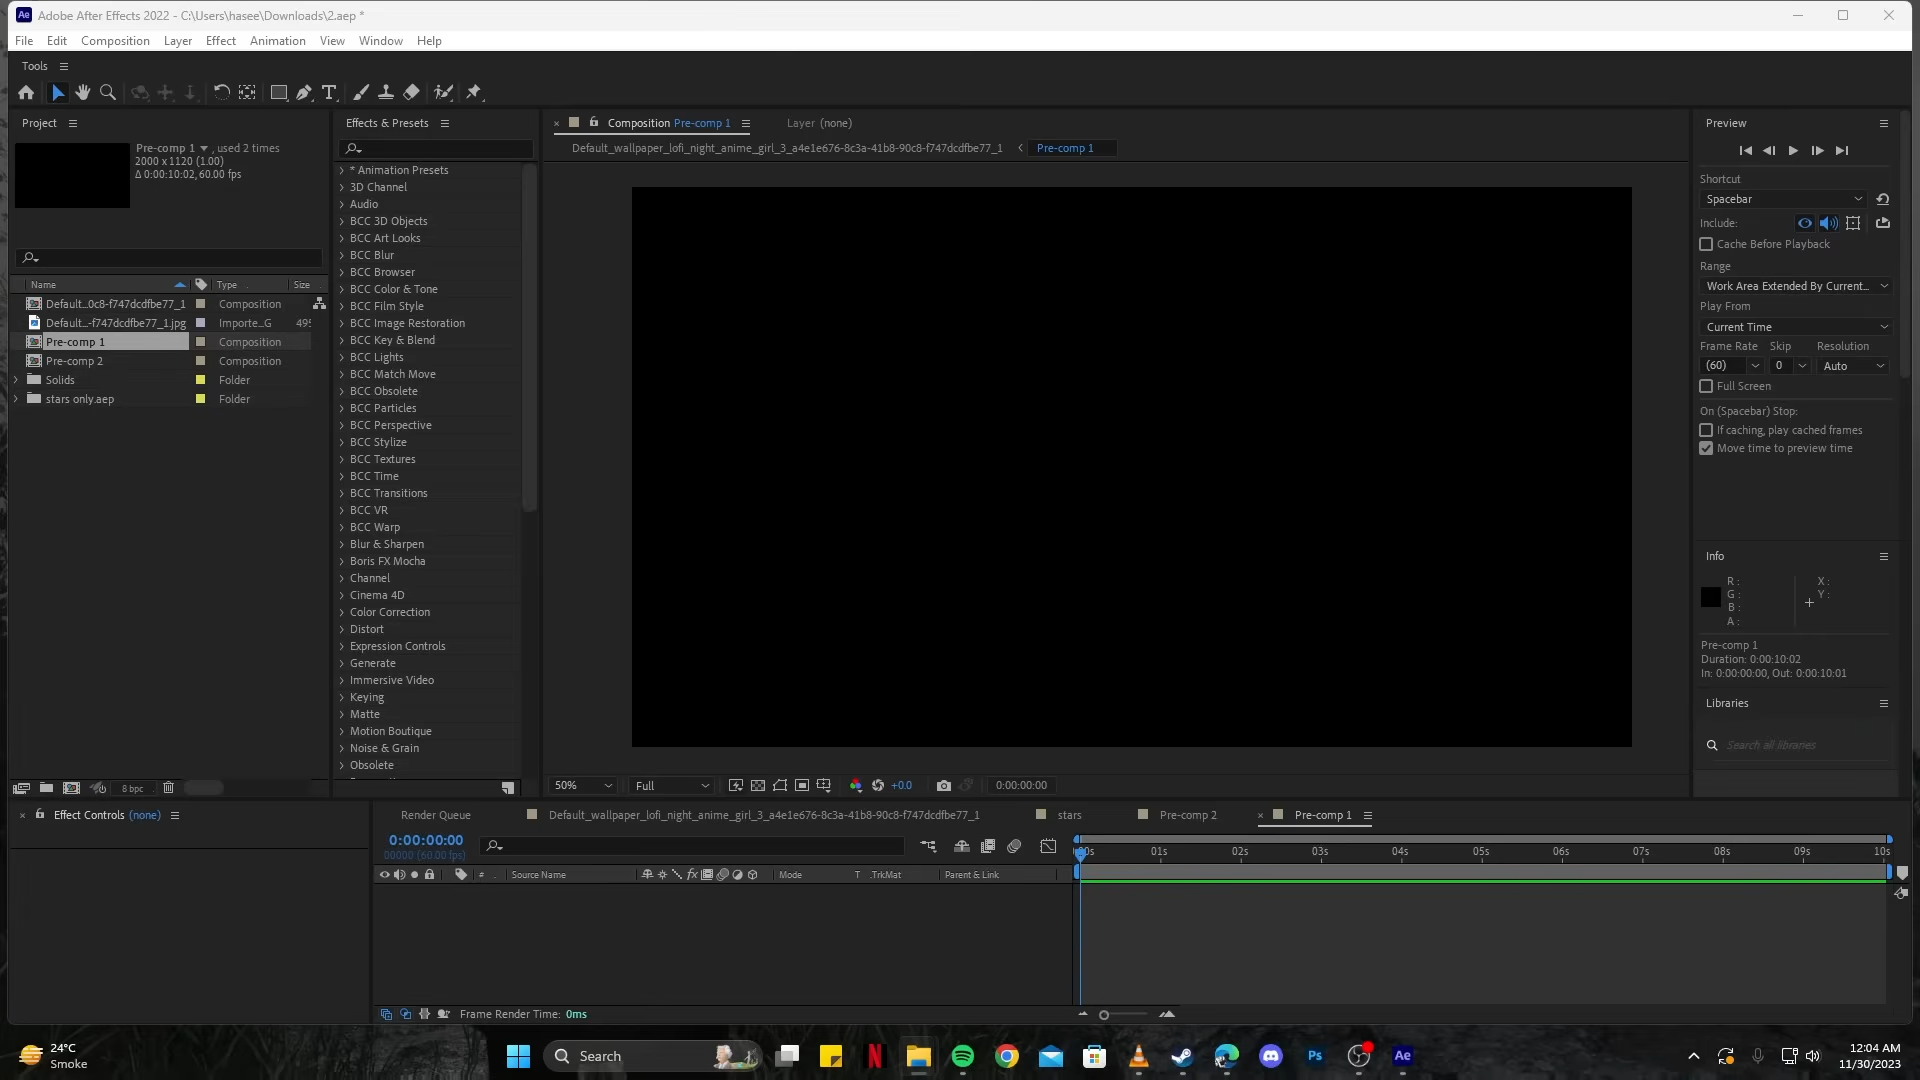 Adobe After Effects 2022 - C:\Users\hasee\Downloads\2.aep *
File Edit Composition Layer Effect Animation View Window Help
Tools
Project
Pre-comp 1 , used 2 times
2000 x 1120 (1.00)
Δ 0:00:10:02, 60.00 fps
Name Type Size
Default_.0c8-f747dcdfbe77_1 Composition
Default_.-f747dcdfbe77_1.jpg Importe...G 495
Pre-comp 1 Composition
Pre-comp 2 Composition
Solids Folder
stars only.aep Folder
8 bpc
Effects & Presets
* Animation Presets
3D Channel
Audio
BCC 3D Objects
BCC Art Looks
BCC Blur
BCC Browser
BCC Color & Tone
BCC Film Style
BCC Image Restoration
BCC Key & Blend
BCC Lights
BCC Match Move
BCC Obsolete
BCC Particles
BCC Perspective
BCC Stylize
BCC Textures
BCC Time
BCC Transitions
BCC VR
BCC Warp
Blur & Sharpen
Boris FX Mocha
Channel
Cinema 4D
Color Correction
Distort
Expression Controls
Generate
Immersive Video
Keying
Matte
Motion Boutique
Noise & Grain
Obsolete
Composition Pre-comp 1 Layer (none)
Default_wallpaper_lofi_night_anime_girl_3_a4e1e676-8c3a-41b8-90c8-f747dcdfbe77_1 Pre-comp 1
50% Full +0.0 0:00:00:00
Preview
Shortcut
Spacebar
Include:
Cache Before Playback
Range
Work Area Extended By Current...
Play From
Current Time
Frame Rate Skip Resolution
(60) 0 Auto
Full Screen
On (Spacebar) Stop:
If caching, play cached frames
Move time to preview time
Info
R : X :
G : Y :
B :
A :
Pre-comp 1
Duration: 0:00:10:02
In: 0:00:00:00, Out: 0:00:10:01
Libraries
Search all libraries
Effect Controls (none)
Render Queue Default_wallpaper_lofi_night_anime_girl_3_a4e1e676-8c3a-41b8-90c8-f747dcdfbe77_1 stars Pre-comp 2 Pre-comp 1
0:00:00:00
00000 (60.00 fps)
:00s 01s 02s 03s 04s 05s 06s 07s 08s 09s 10s
# Source Name fx Mode T .TrkMat Parent & Link
Frame Render Time: 0ms
24°C
Smoke
Search
Ps
Ae
12:04 AM
11/30/2023